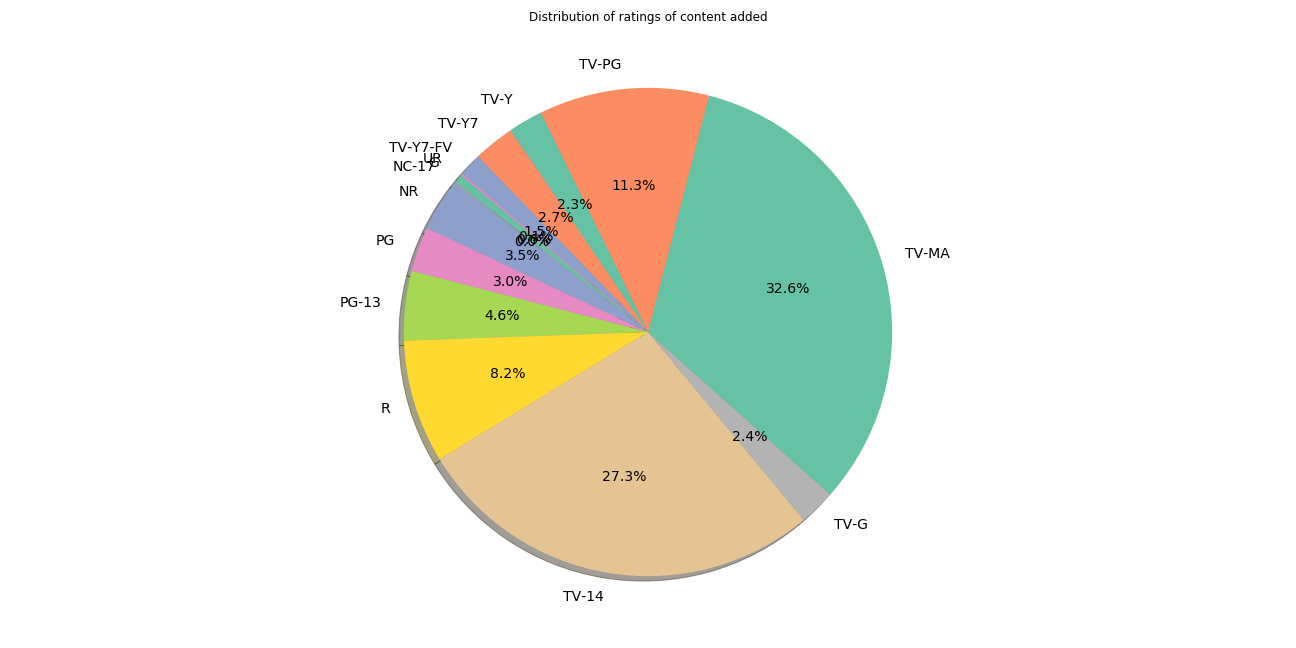 Distribution of ratings of content added
TV-PG
TV-Y
TV-Y7
TV-Y7-FV
UR
G
NC-17
NR
PG
PG-13
R
TV-14
TV-G
TV-MA
11.3%
2.3%
2.7%
1.5%
3.5%
3.0%
4.6%
8.2%
27.3%
2.4%
32.6%